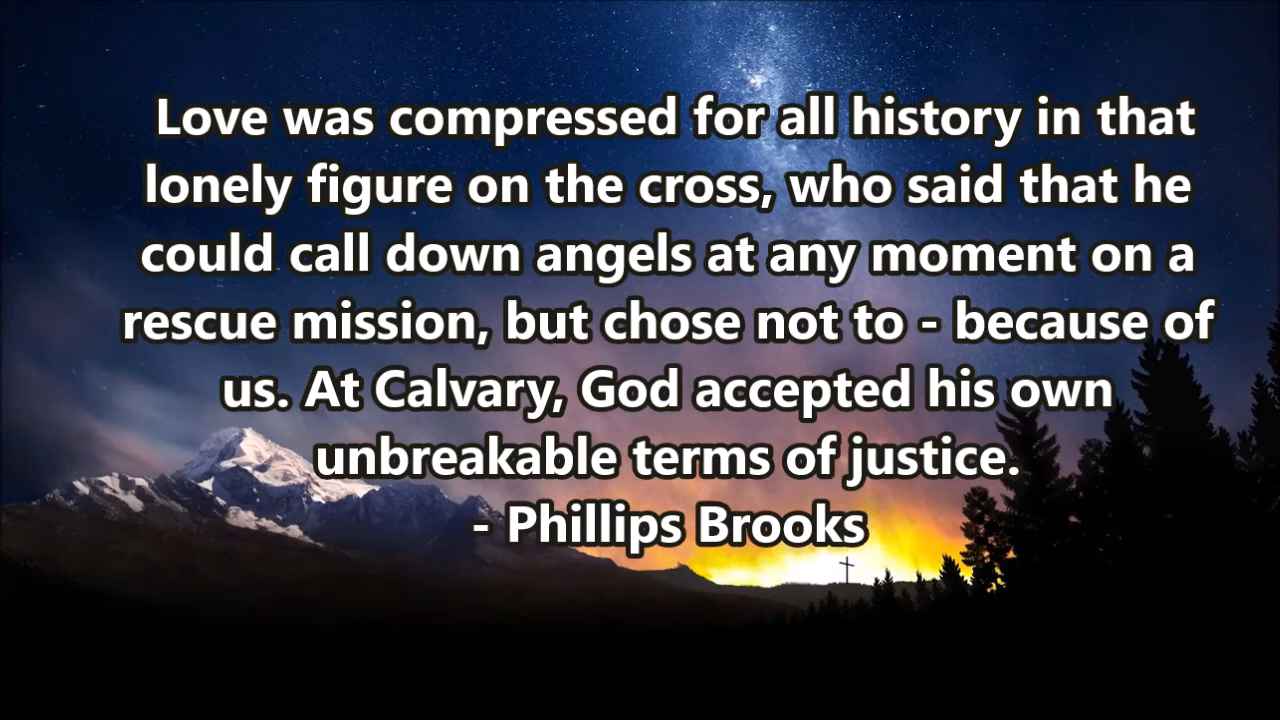 Love was compressed for all history in that
lonely figure on the cross, who said that he
could call down angels at any moment on a
rescue mission, but chose not to - because of
us. At Calvary, God accepted his own
unbreakable terms of justice.
- Phillips Brooks